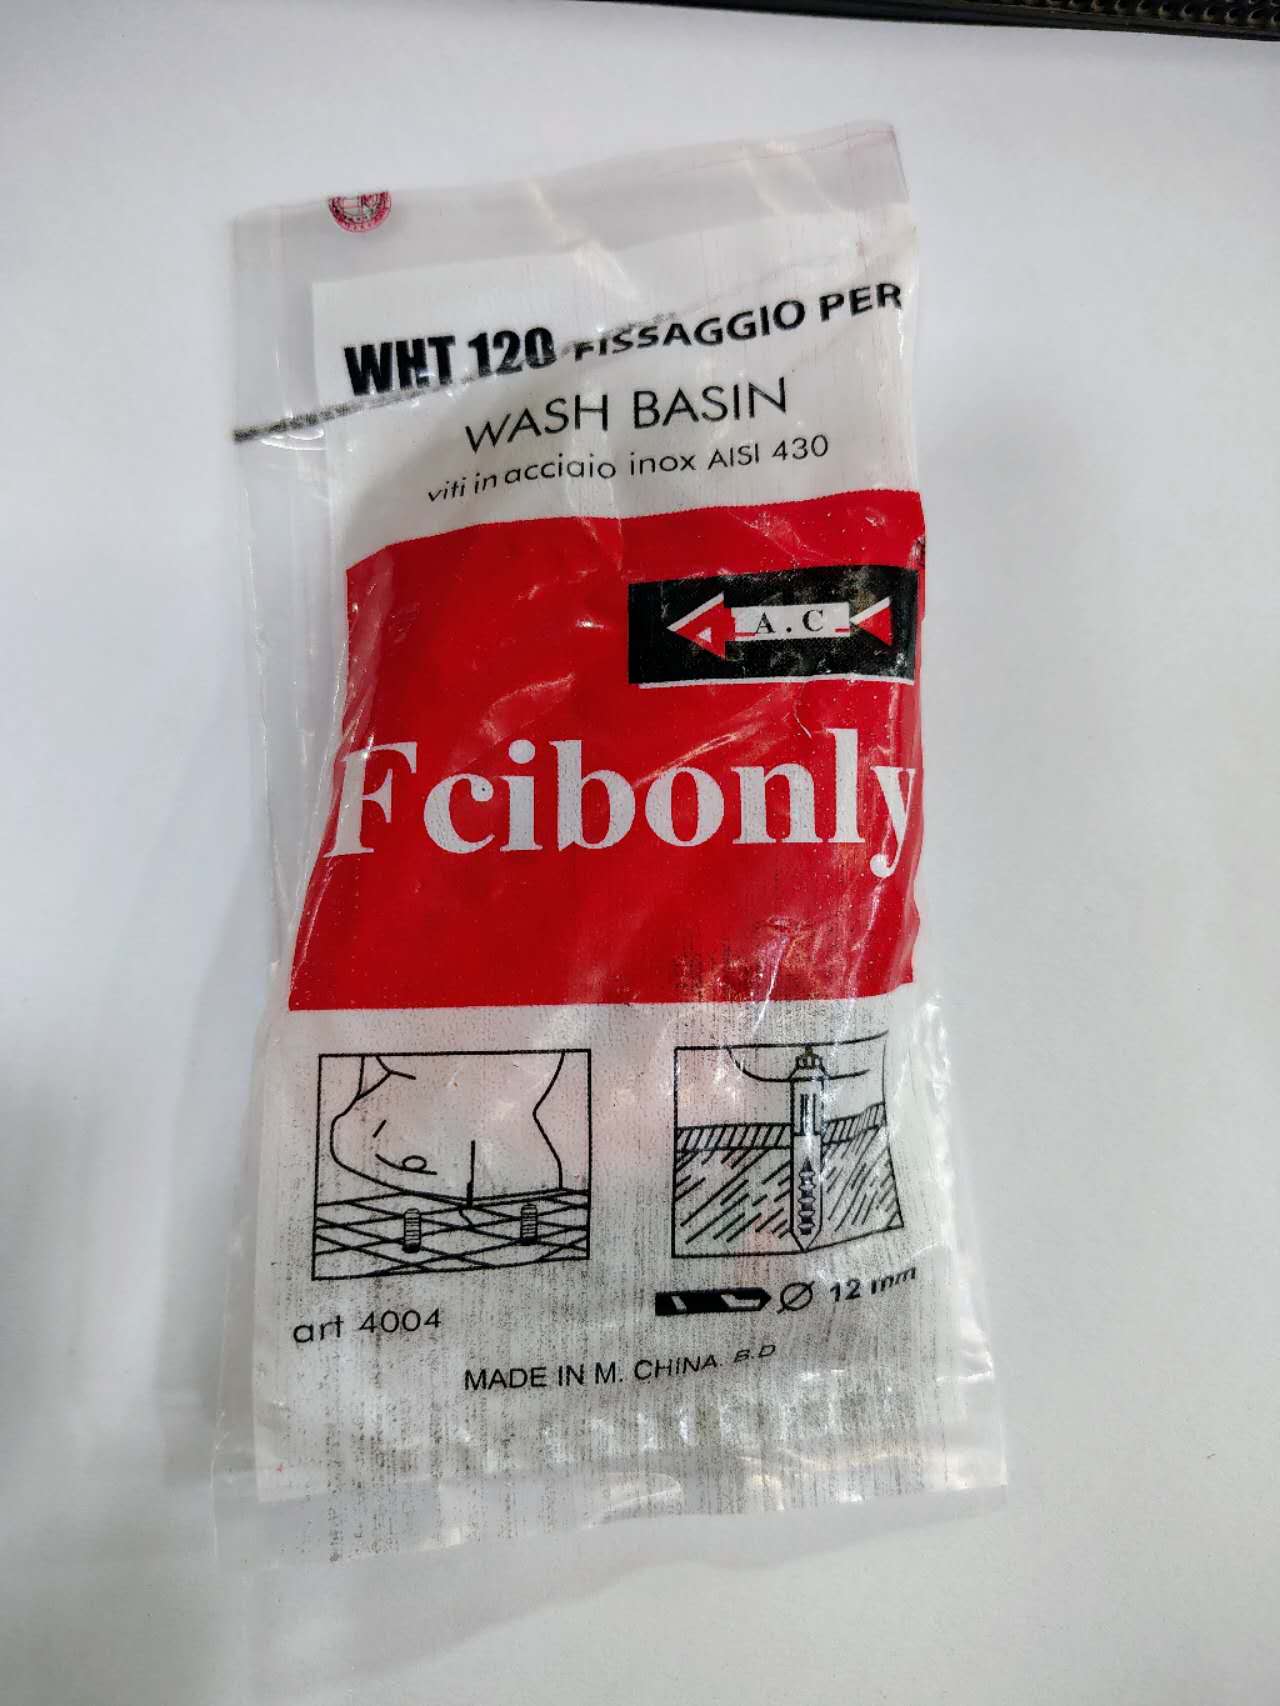 WHT 120 FISSAGGIO PER
WASH BASIN
viti in acciaio inox AISI 430
A.C
Fcibonly
art 4004
Ø 12 mm
MADE IN M. CHINA. B.D